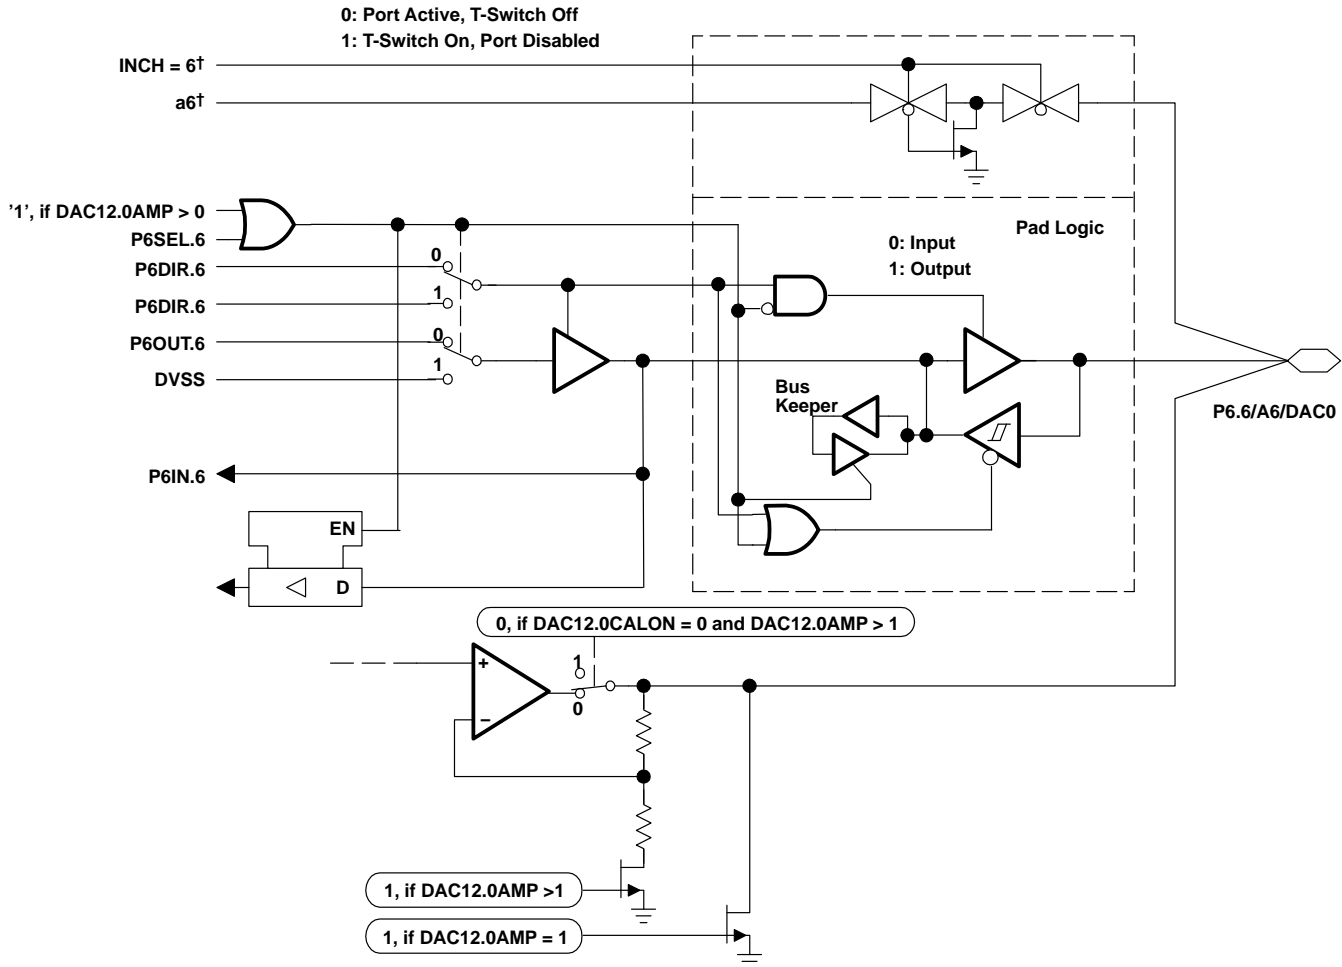 0: Port Active, T-Switch Off
1: T-Switch On, Port Disabled
INCH = 6†
a6†
’1’, if DAC12.0AMP > 0
P6SEL.6
P6DIR.6
P6DIR.6
P6OUT.6
DVSS
0
1
0
1
Pad Logic
0: Input
1: Output
Bus
Keeper
P6.6/A6/DAC0
P6IN.6
EN
D
0, if DAC12.0CALON = 0 and DAC12.0AMP > 1
+
−
1
0
1, if DAC12.0AMP >1
1, if DAC12.0AMP = 1